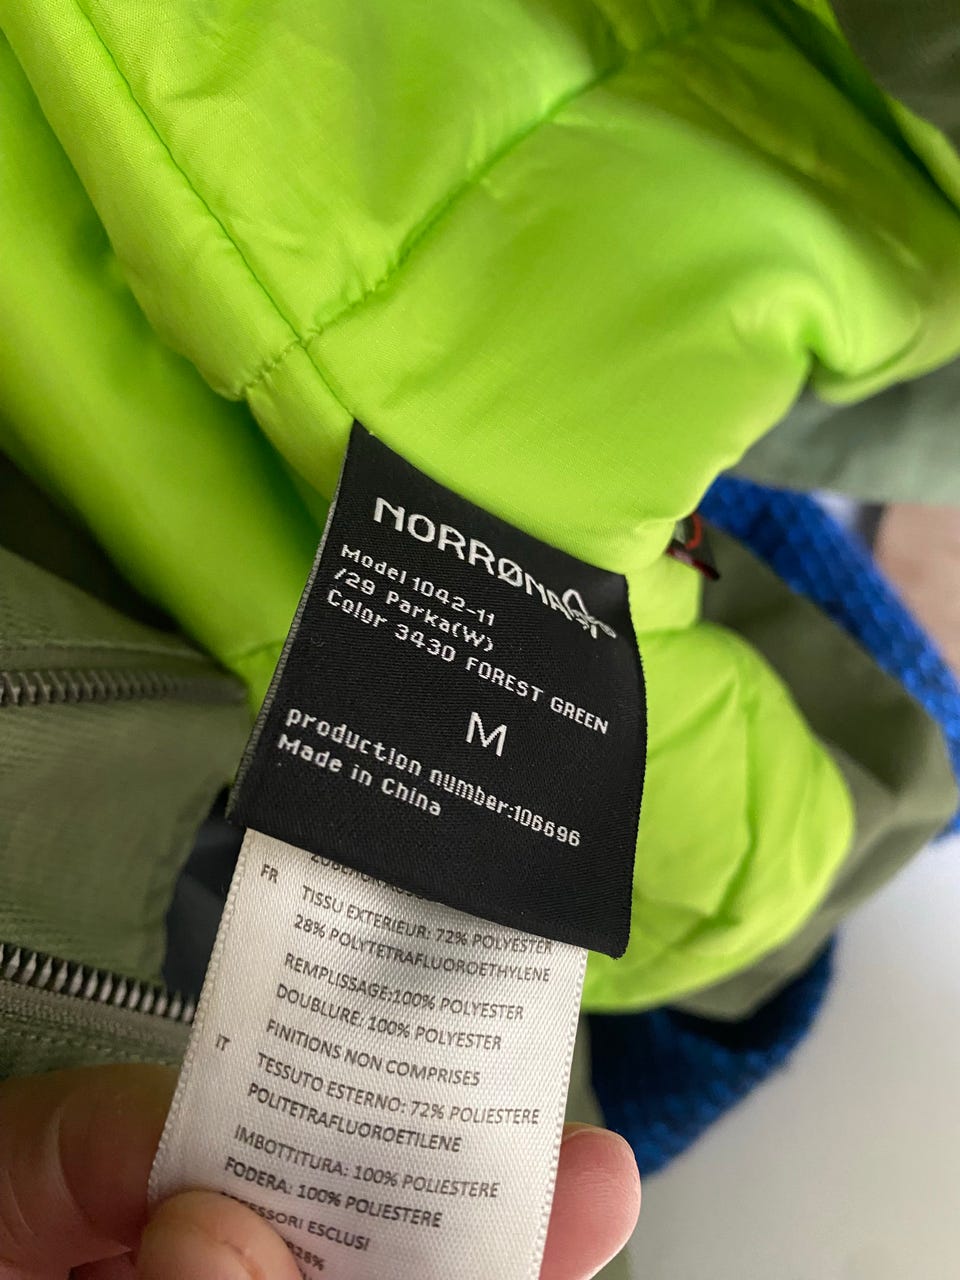 NORRØNA
Model 1042-11
/29 Parka(W)
Color 3430 FOREST GREEN
M
production number:106696
Made in China
FR
TISSU EXTERIEUR: 72% POLYESTER
28% POLYTETRAFLUOROETHYLENE
REMPLISSAGE:100% POLYESTER
DOUBLURE: 100% POLYESTER
FINITIONS NON COMPRISES
IT
TESSUTO ESTERNO: 72% POLIESTERE
POLITETRAFLUOROETILENE
IMBOTTITURA: 100% POLIESTERE
FODERA: 100% POLIESTERE
ESCLUSI